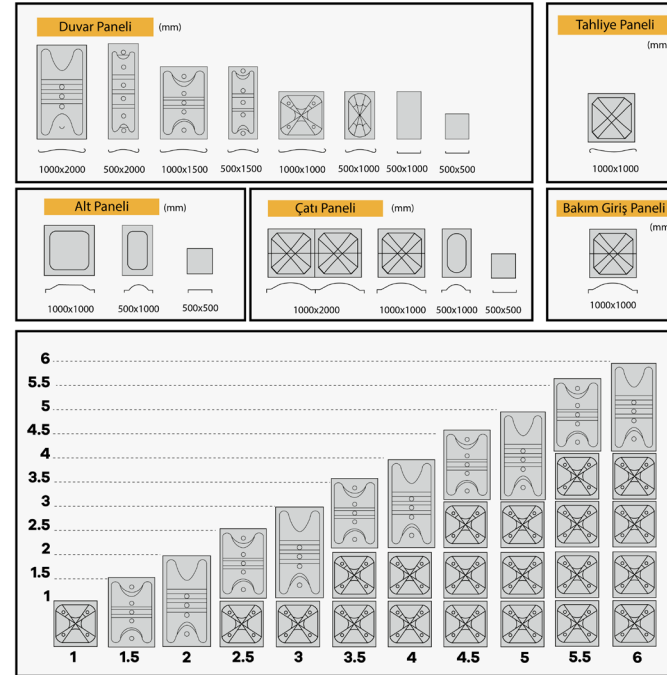 Duvar Paneli (mm)
1000x2000 500x2000 1000x1500 500x1500 1000x1000 500x1000 500x1000 500x500
Tahliye Paneli
(mm
1000x1000
Alt Paneli (mm)
1000x1000 500x1000 500x500
Çatı Paneli (mm)
1000x2000 1000x1000 500x1000 500x500
Bakım Giriş Paneli
(mm
1000x1000
6
5.5
5
4.5
4
3.5
3
2.5
2
1.5
1
1 1.5 2 2.5 3 3.5 4 4.5 5 5.5 6